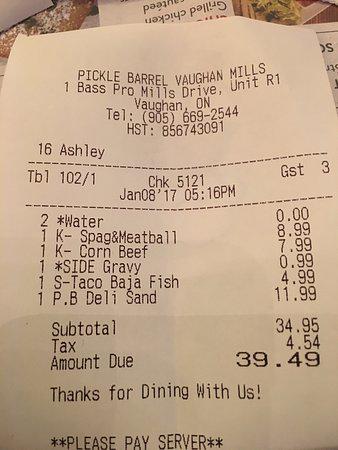 Grilled chicken
sautéed
PICKLE BARREL VAUGHAN MILLS
1 Bass Pro Mills Drive, Unit R1
Vaughan, ON
Tel: (905) 669-2544
HST: 856743091
16 Ashley
Tbl 102/1 Chk 5121 Gst 3
Jan08'17 05:16PM
2 *Water 0.00
1 K- Spag&Meatball 8.99
1 K- Corn Beef 7.99
1 *SIDE Gravy 0.99
1 S-Taco Baja Fish 4.99
1 P.B Deli Sand 11.99
Subtotal 34.95
Tax 4.54
Amount Due 39.49
Thanks for Dining With Us!
**PLEASE PAY SERVER**